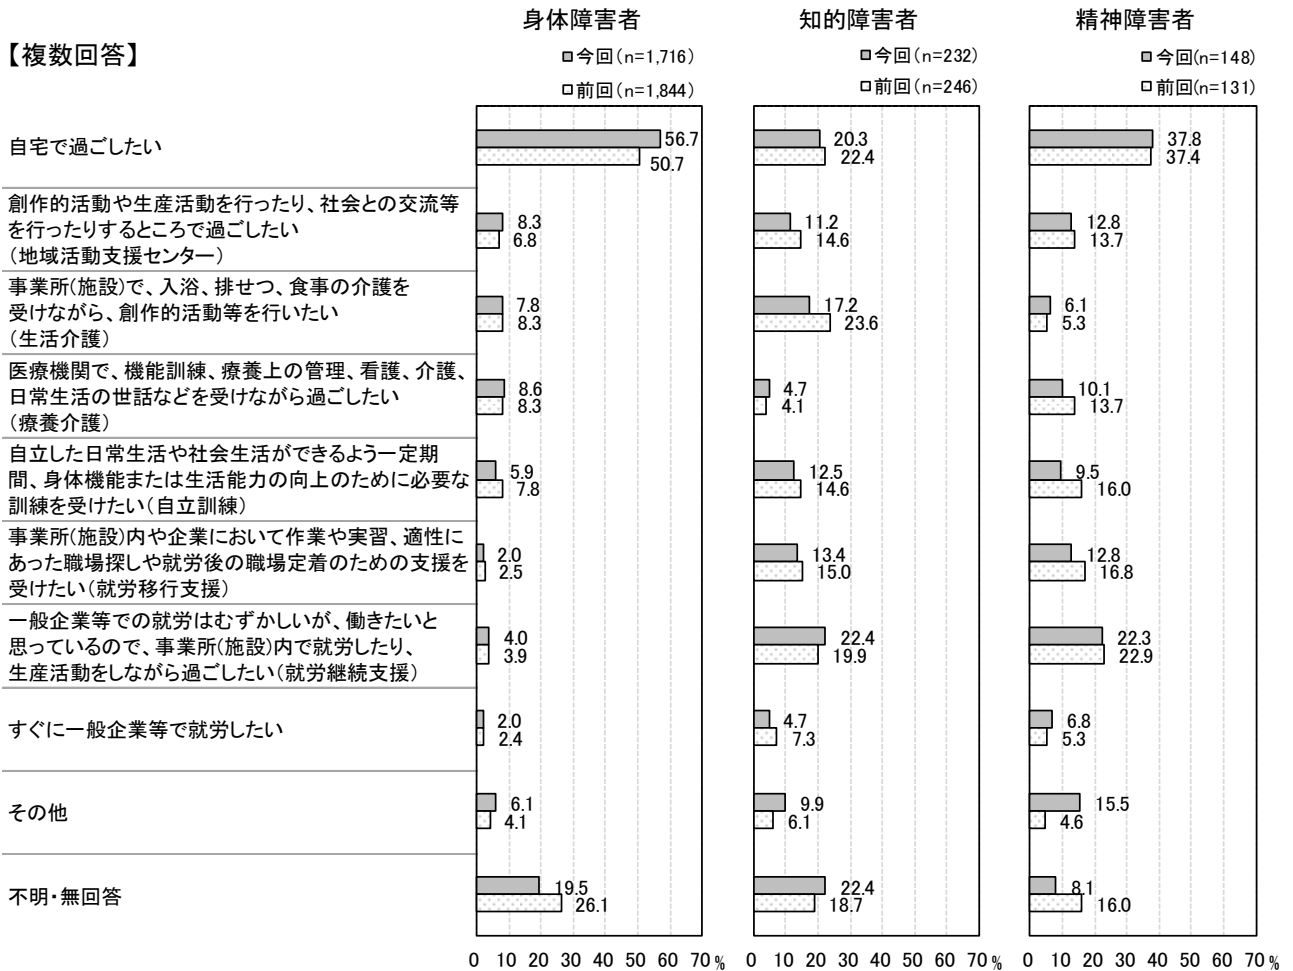 身体障害者
知的障害者
精神障害者
【複数回答】
今回(n=1,716)
前回(n=1,844)
今回(n=232)
前回(n=246)
今回(n=148)
前回(n=131)
自宅で過ごしたい
56.7
50.7
20.3
22.4
37.8
37.4
創作的活動や生産活動を行ったり、社会との交流等
を行ったりするところで過ごしたい
(地域活動支援センター)
8.3
6.8
11.2
14.6
12.8
13.7
事業所(施設)で、入浴、排せつ、食事の介護を
受けながら、創作的活動等を行いたい
(生活介護)
7.8
8.3
17.2
23.6
6.1
5.3
医療機関で、機能訓練、療養上の管理、看護、介護、
日常生活の世話などを受けながら過ごしたい
(療養介護)
8.6
8.3
4.7
4.1
10.1
13.7
自立した日常生活や社会生活ができるよう一定期
間、身体機能または生活能力の向上のために必要な
訓練を受けたい(自立訓練)
5.9
7.8
12.5
14.6
9.5
16.0
事業所(施設)内や企業において作業や実習、適性に
あった職場探しや就労後の職場定着のための支援を
受けたい(就労移行支援)
2.0
2.5
13.4
15.0
12.8
16.8
一般企業等での就労はむずかしいが、働きたいと
思っているので、事業所(施設)内で就労したり、
生産活動をしながら過ごしたい(就労継続支援)
4.0
3.9
22.4
19.9
22.3
22.9
すぐに一般企業等で就労したい
2.0
2.4
4.7
7.3
6.8
5.3
その他
6.1
4.1
9.9
6.1
15.5
4.6
不明・無回答
19.5
26.1
22.4
18.7
8.1
16.0
0 10 20 30 40 50 60 70 %
0 10 20 30 40 50 60 70 %
0 10 20 30 40 50 60 70 %